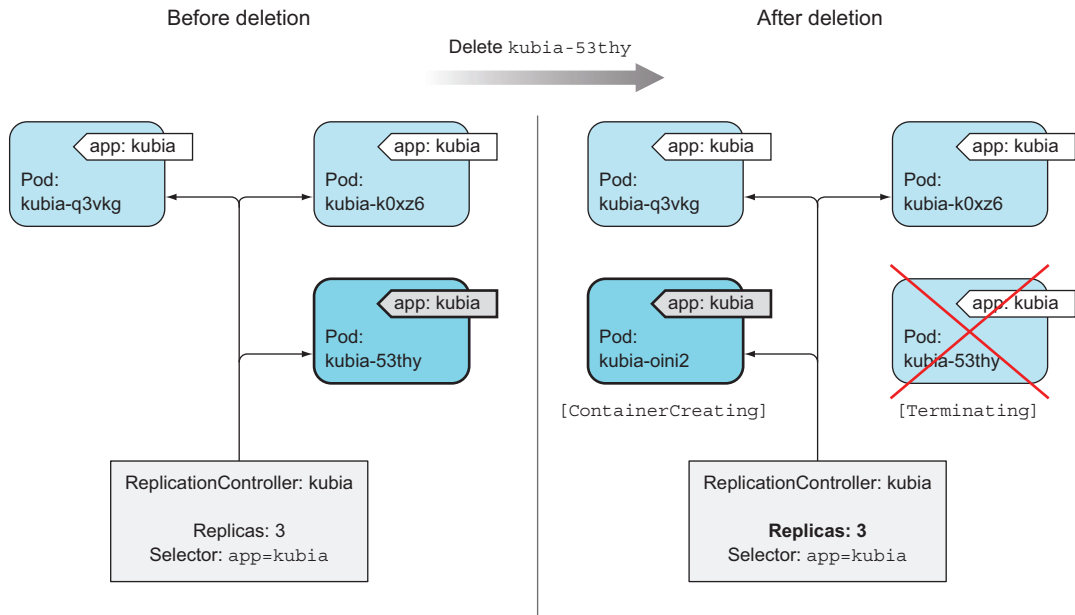 Before deletion
After deletion
Delete kubia-53thy
app: kubia
Pod:
kubia-q3vkg
app: kubia
Pod:
kubia-k0xz6
app: kubia
Pod:
kubia-53thy
ReplicationController: kubia
Replicas: 3
Selector: app=kubia
app: kubia
Pod:
kubia-q3vkg
app: kubia
Pod:
kubia-k0xz6
app: kubia
Pod:
kubia-oini2
[ContainerCreating]
app: kubia
Pod:
kubia-53thy
[Terminating]
ReplicationController: kubia
Replicas: 3
Selector: app=kubia